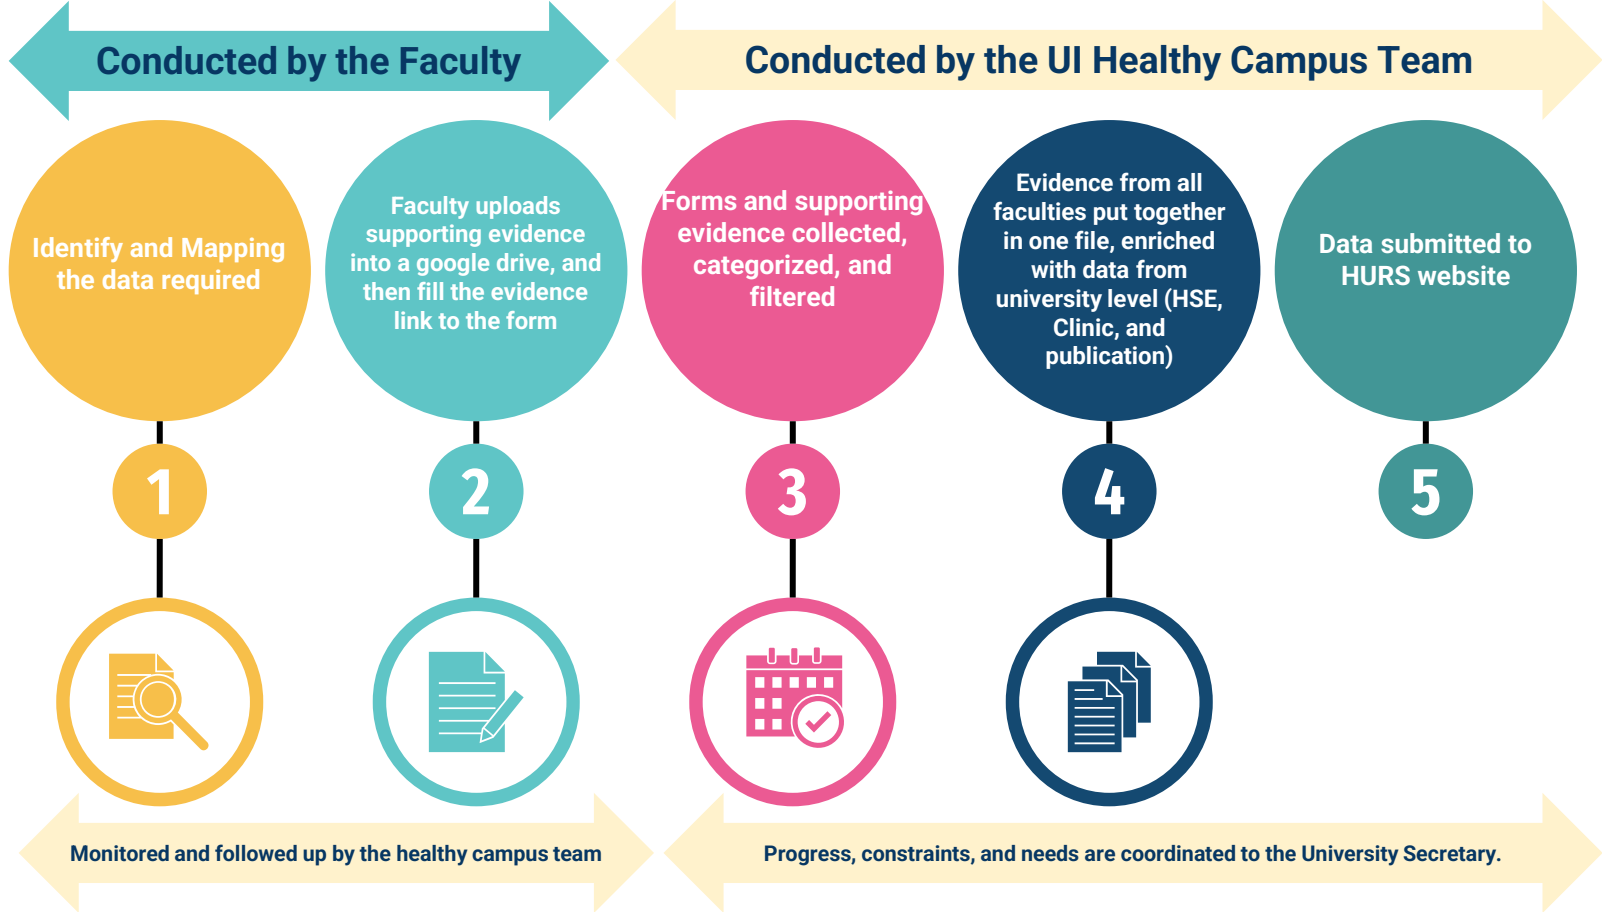 Conducted by the Faculty
Conducted by the UI Healthy Campus Team
Identify and Mapping
the data required
Faculty uploads
supporting evidence
into a google drive, and
then fill the evidence
link to the form
Forms and supporting
evidence collected,
categorized, and
filtered
Evidence from all
faculties put together
in one file, enriched
with data from
university level (HSE,
Clinic, and
publication)
Data submitted to
HURS website
1
2
3
4
5
Monitored and followed up by the healthy campus team
Progress, constraints, and needs are coordinated to the University Secretary.